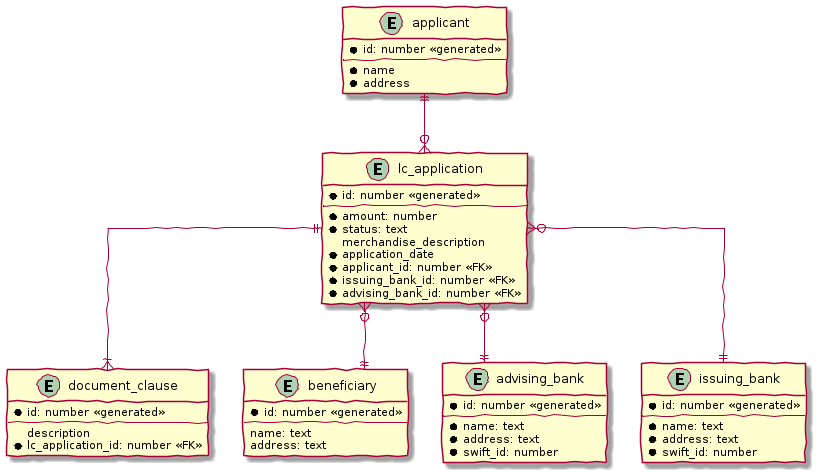 E applicant
id: number «generated»
name
address
E lc_application
id: number «generated»
amount: number
status: text
merchandise_description
application_date
applicant_id: number «FK»
issuing_bank_id: number «FK»
advising_bank_id: number «FK»
E document_clause
id: number «generated»
description
lc_application_id: number «FK»
E beneficiary
id: number «generated»
name: text
address: text
E advising_bank
id: number «generated»
name: text
address: text
swift_id: number
E issuing_bank
id: number «generated»
name: text
address: text
swift_id: number